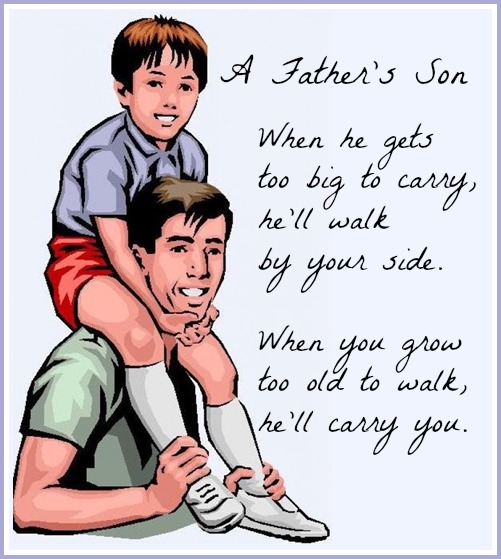 A Father's Son
When he gets
too big to carry,
he'll walk
by your side.
When you grow
too old to walk,
he'll carry you.